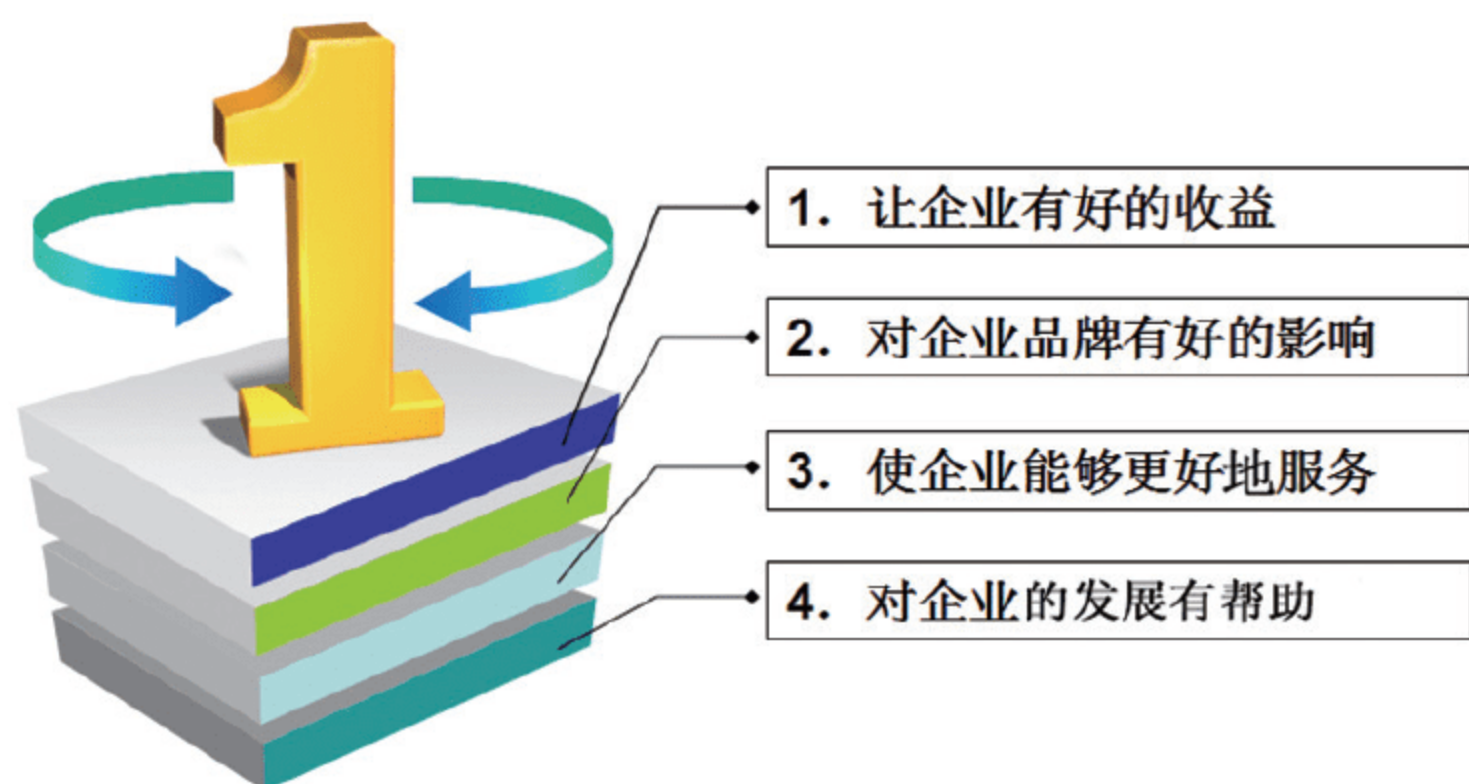 1
1. 让企业有好的收益
2. 对企业品牌有好的影响
3. 使企业能够更好地服务
4. 对企业的发展有帮助